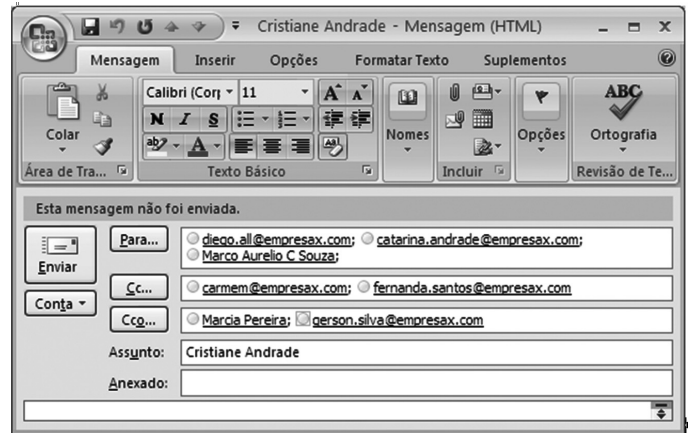 Cristiane Andrade - Mensagem (HTML)
Mensagem Inserir Opções Formatar Texto Suplementos
Colar
Calibri (Corp 11 A A
N I S
ab A
Nomes
Opções
ABC
Ortografia
Área de Tra... Texto Básico Incluir Revisão de Te...
Esta mensagem não foi enviada.
Enviar
Conta
Para... diego.all@empresax.com; catarina.andrade@empresax.com;
Marco Aurelio C Souza;
Cc... carmem@empresax.com; fernanda.santos@empresax.com
Cco... Marcia Pereira; gerson.silva@empresax.com
Assunto: Cristiane Andrade
Anexado: